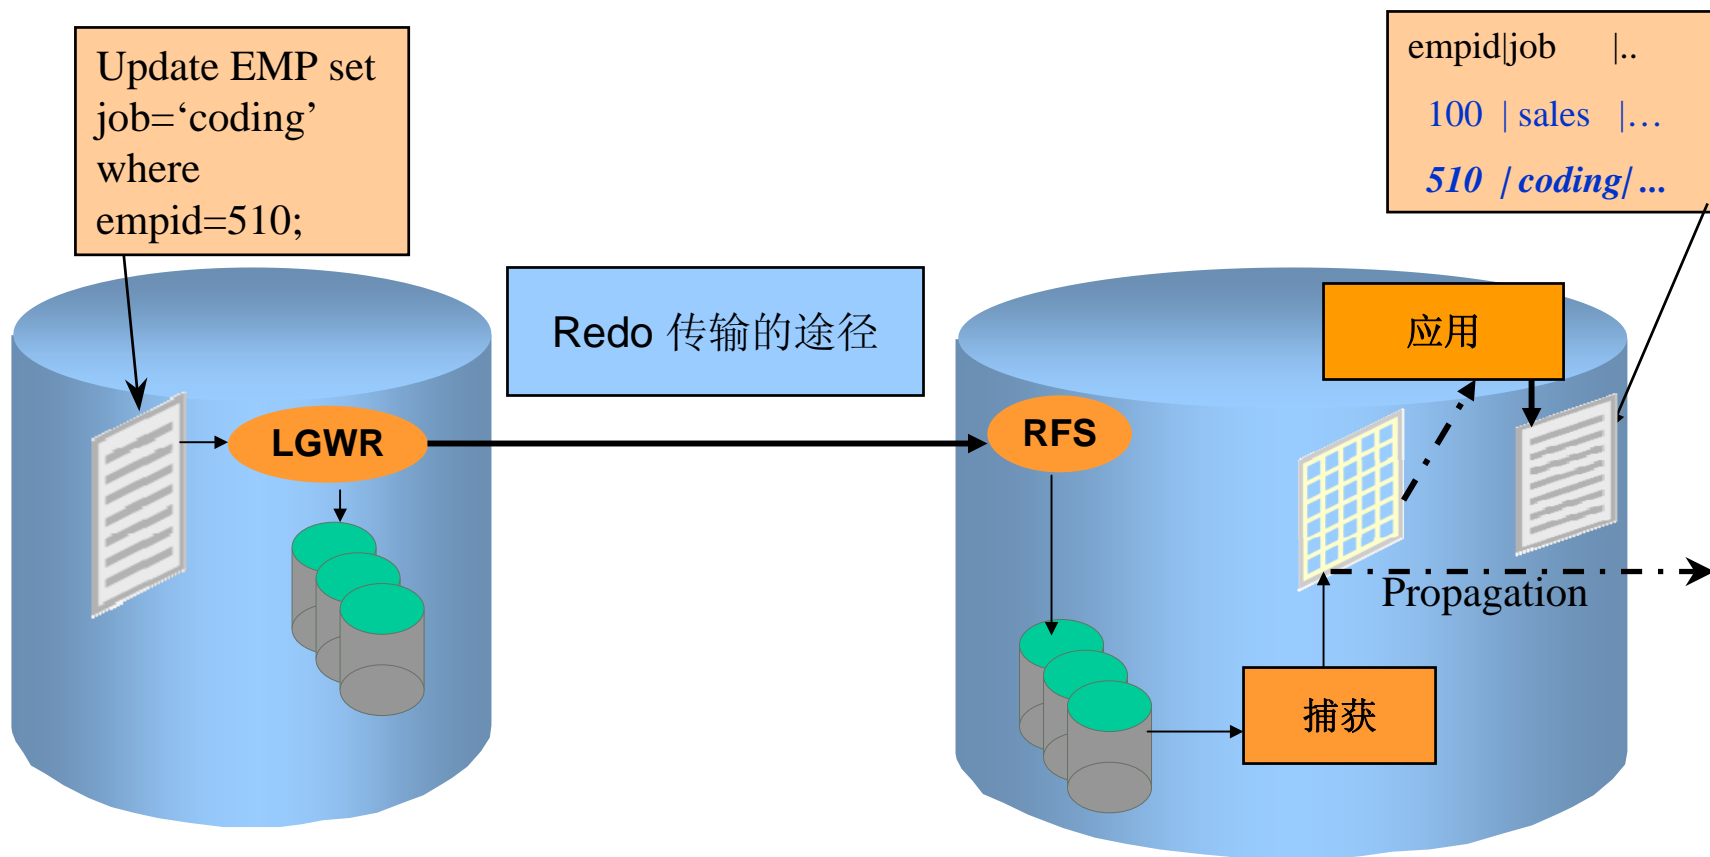 Update EMP set
job=‘coding’
where
empid=510;
empid|job |..
100 | sales |…
510 | coding| ...
Redo 传输的途径
应用
LGWR
RFS
Propagation
捕获